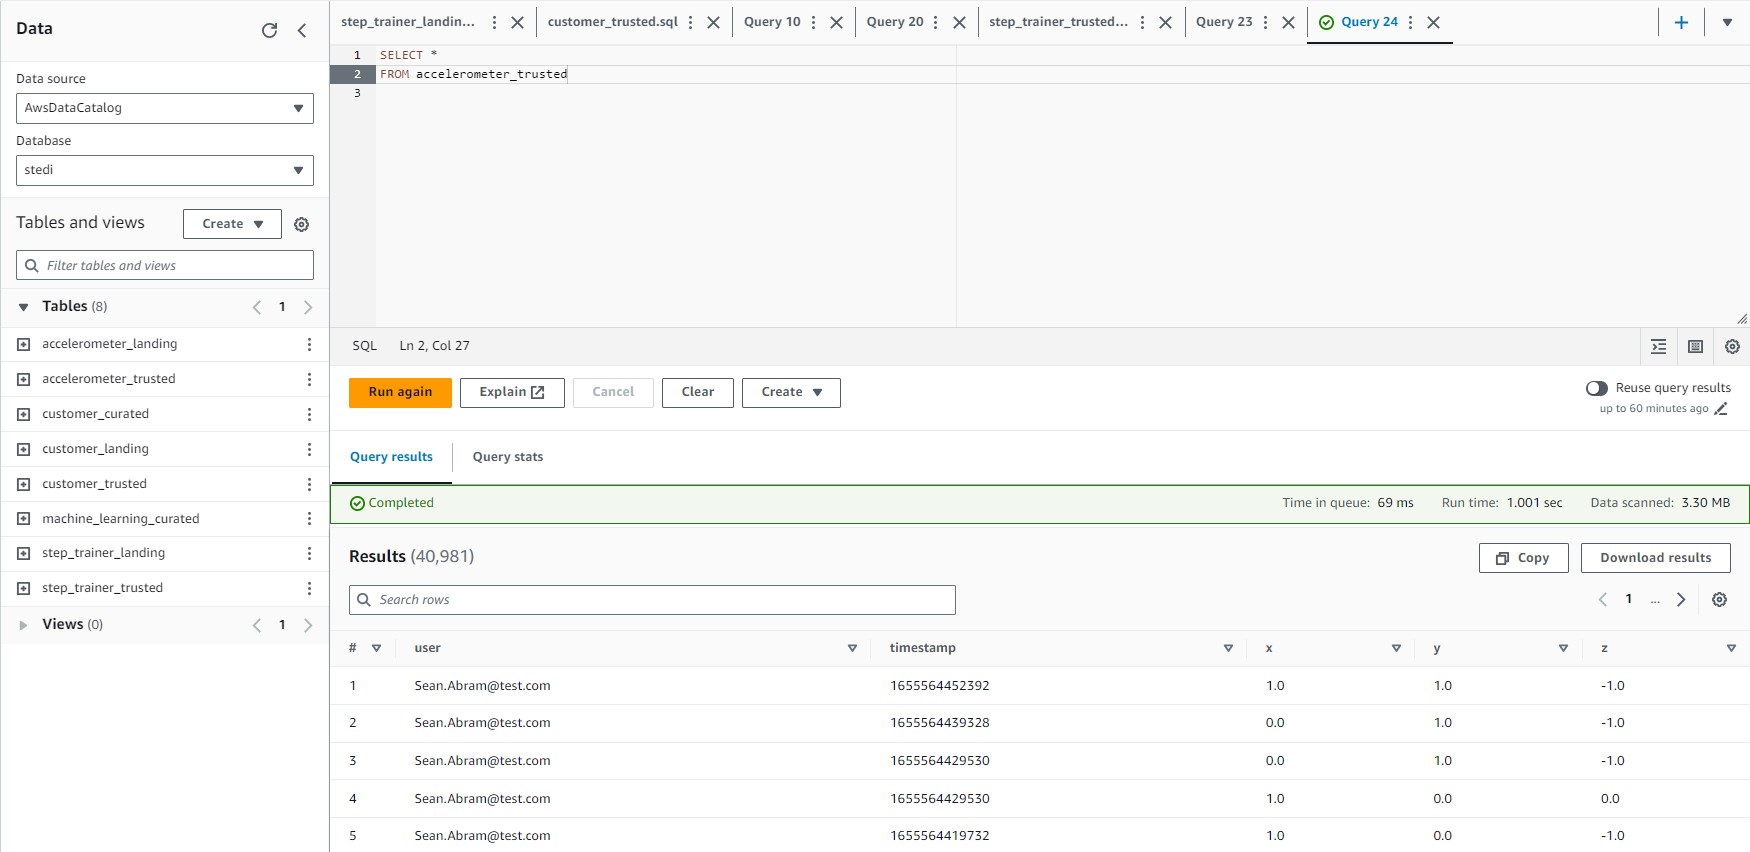 Data
Data source
AwsDataCatalog
Database
stedi
Tables and views
Create
Filter tables and views
Tables (8)
1
accelerometer_landing
accelerometer_trusted
customer_curated
customer_landing
customer_trusted
machine_learning_curated
step_trainer_landing
step_trainer_trusted
Views (0)
1
step_trainer_landin...
customer_trusted.sql
Query 10
Query 20
step_trainer_trusted...
Query 23
Query 24
1 SELECT *
2 FROM accelerometer_trusted
3
SQL Ln 2, Col 27
Run again Explain Cancel Clear Create
Reuse query results
up to 60 minutes ago
Query results Query stats
Completed Time in queue: 69 ms Run time: 1.001 sec Data scanned: 3.30 MB
Results (40,981) Copy Download results
Search rows 1 ...
# user timestamp x y z
1 Sean.Abram@test.com 1655564452392 1.0 1.0 -1.0
2 Sean.Abram@test.com 1655564439328 0.0 1.0 -1.0
3 Sean.Abram@test.com 1655564429530 0.0 1.0 -1.0
4 Sean.Abram@test.com 1655564429530 1.0 0.0 0.0
5 Sean.Abram@test.com 1655564419732 1.0 0.0 -1.0